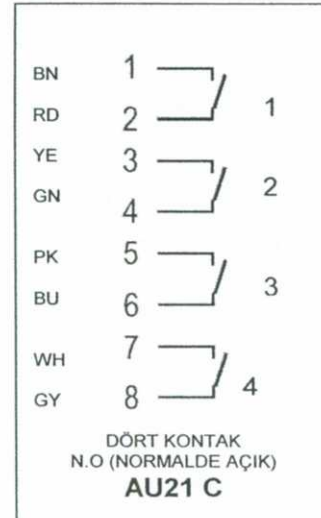 BN 1
RD 2 1
YE 3
GN 4 2
PK 5
BU 6 3
WH 7
GY 8 4
DÖRT KONTAK
N.O (NORMALDE AÇIK)
AU21 C